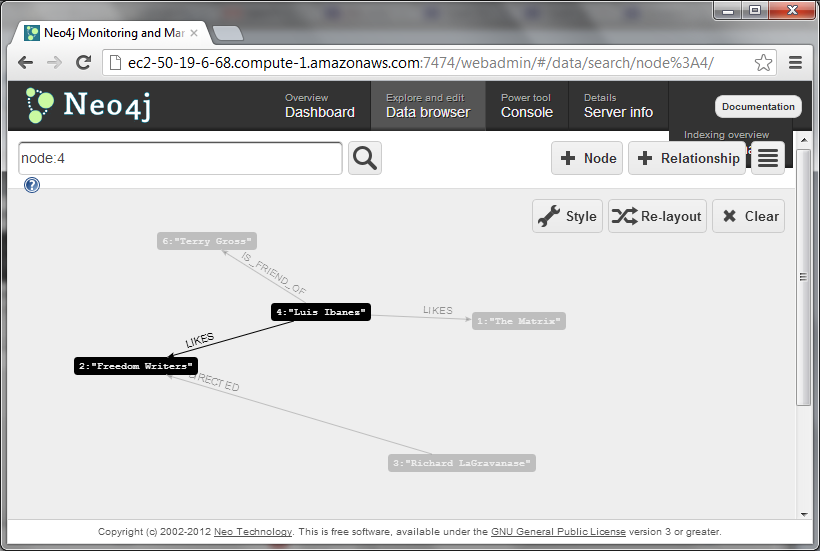 Neo4j Monitoring and Mar
ec2-50-19-6-68.compute-1.amazonaws.com:7474/webadmin/#/data/search/node%3A4/
Neo4j
Overview
Dashboard
Explore and edit
Data browser
Power tool
Console
Details
Server info
Documentation
Indexing overview
node:4
Node
Relationship
Style
Re-layout
Clear
6:"Terry Gross"
IS_FRIEND_OF
4:"Luis Ibanez"
LIKES
1:"The Matrix"
LIKES
2:"Freedom Writers"
IRECTED
3:"Richard LaGravanase"
Copyright (c) 2002-2012 Neo Technology. This is free software, available under the GNU General Public License version 3 or greater.